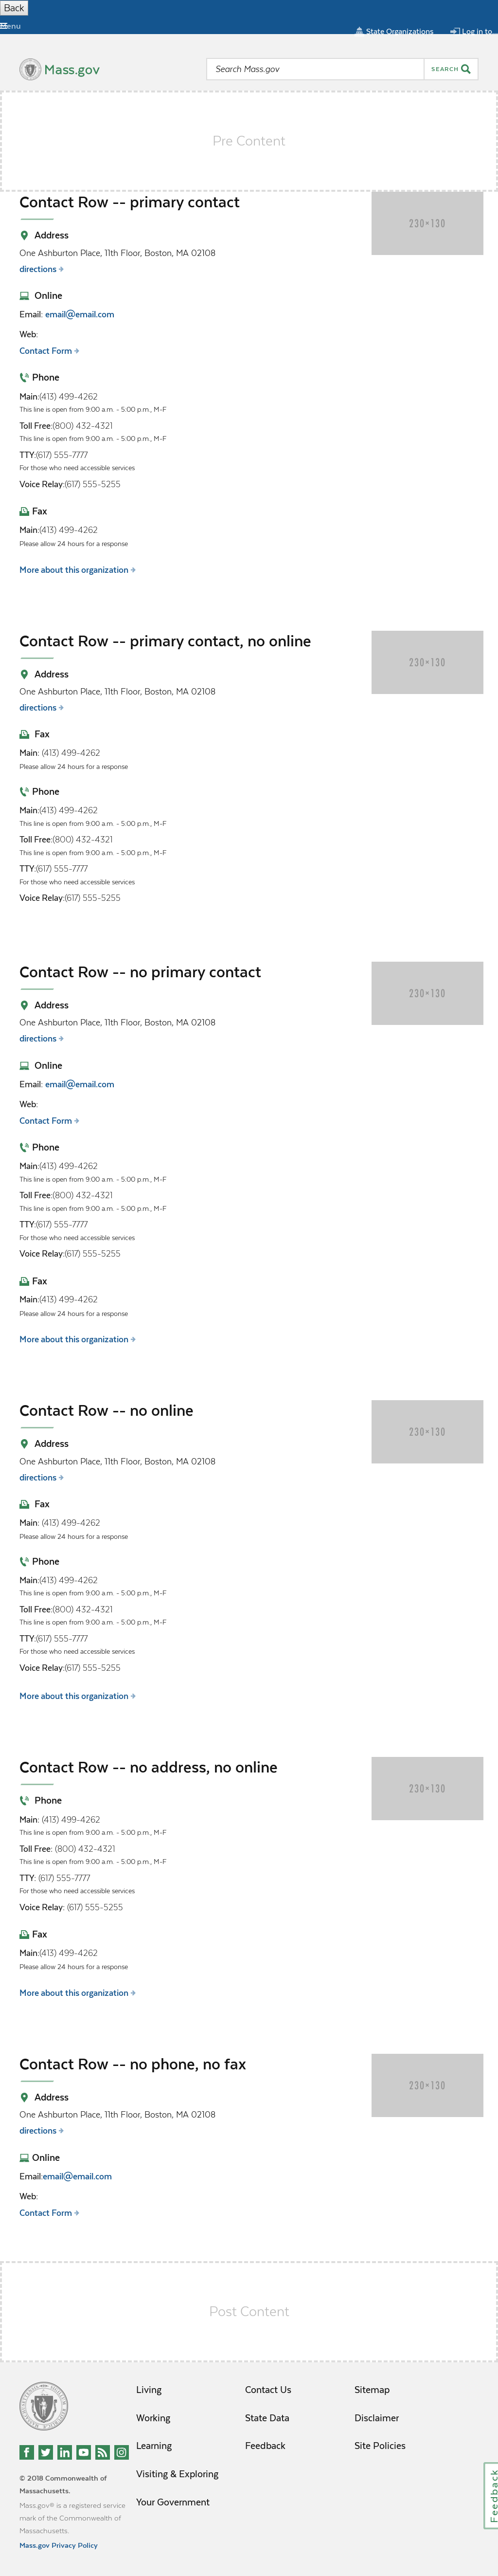 Back
Menu
State Organizations
Log in to
Mass.gov
Search Mass.gov
SEARCH
Pre Content
Contact Row -- primary contact
230×130
Address
One Ashburton Place, 11th Floor, Boston, MA 02108
directions
Online
Email: email@email.com
Web:
Contact Form
Phone
Main:(413) 499-4262
This line is open from 9:00 a.m. - 5:00 p.m., M-F
Toll Free:(800) 432-4321
This line is open from 9:00 a.m. - 5:00 p.m., M-F
TTY:(617) 555-7777
For those who need accessible services
Voice Relay:(617) 555-5255
Fax
Main:(413) 499-4262
Please allow 24 hours for a response
More about this organization
Contact Row -- primary contact, no online
230×130
Address
One Ashburton Place, 11th Floor, Boston, MA 02108
directions
Fax
Main: (413) 499-4262
Please allow 24 hours for a response
Phone
Main:(413) 499-4262
This line is open from 9:00 a.m. - 5:00 p.m., M-F
Toll Free:(800) 432-4321
This line is open from 9:00 a.m. - 5:00 p.m., M-F
TTY:(617) 555-7777
For those who need accessible services
Voice Relay:(617) 555-5255
Contact Row -- no primary contact
230×130
Address
One Ashburton Place, 11th Floor, Boston, MA 02108
directions
Online
Email: email@email.com
Web:
Contact Form
Phone
Main:(413) 499-4262
This line is open from 9:00 a.m. - 5:00 p.m., M-F
Toll Free:(800) 432-4321
This line is open from 9:00 a.m. - 5:00 p.m., M-F
TTY:(617) 555-7777
For those who need accessible services
Voice Relay:(617) 555-5255
Fax
Main:(413) 499-4262
Please allow 24 hours for a response
More about this organization
Contact Row -- no online
230×130
Address
One Ashburton Place, 11th Floor, Boston, MA 02108
directions
Fax
Main: (413) 499-4262
Please allow 24 hours for a response
Phone
Main:(413) 499-4262
This line is open from 9:00 a.m. - 5:00 p.m., M-F
Toll Free:(800) 432-4321
This line is open from 9:00 a.m. - 5:00 p.m., M-F
TTY:(617) 555-7777
For those who need accessible services
Voice Relay:(617) 555-5255
More about this organization
Contact Row -- no address, no online
230×130
Phone
Main: (413) 499-4262
This line is open from 9:00 a.m. - 5:00 p.m., M-F
Toll Free: (800) 432-4321
This line is open from 9:00 a.m. - 5:00 p.m., M-F
TTY: (617) 555-7777
For those who need accessible services
Voice Relay: (617) 555-5255
Fax
Main:(413) 499-4262
Please allow 24 hours for a response
More about this organization
Contact Row -- no phone, no fax
230×130
Address
One Ashburton Place, 11th Floor, Boston, MA 02108
directions
Online
Email:email@email.com
Web:
Contact Form
Post Content
Living
Working
Learning
Visiting & Exploring
Your Government
Contact Us
State Data
Feedback
Sitemap
Disclaimer
Site Policies
© 2018 Commonwealth of
Massachusetts.
Mass.gov® is a registered service
mark of the Commonwealth of
Massachusetts.
Mass.gov Privacy Policy
Feedback